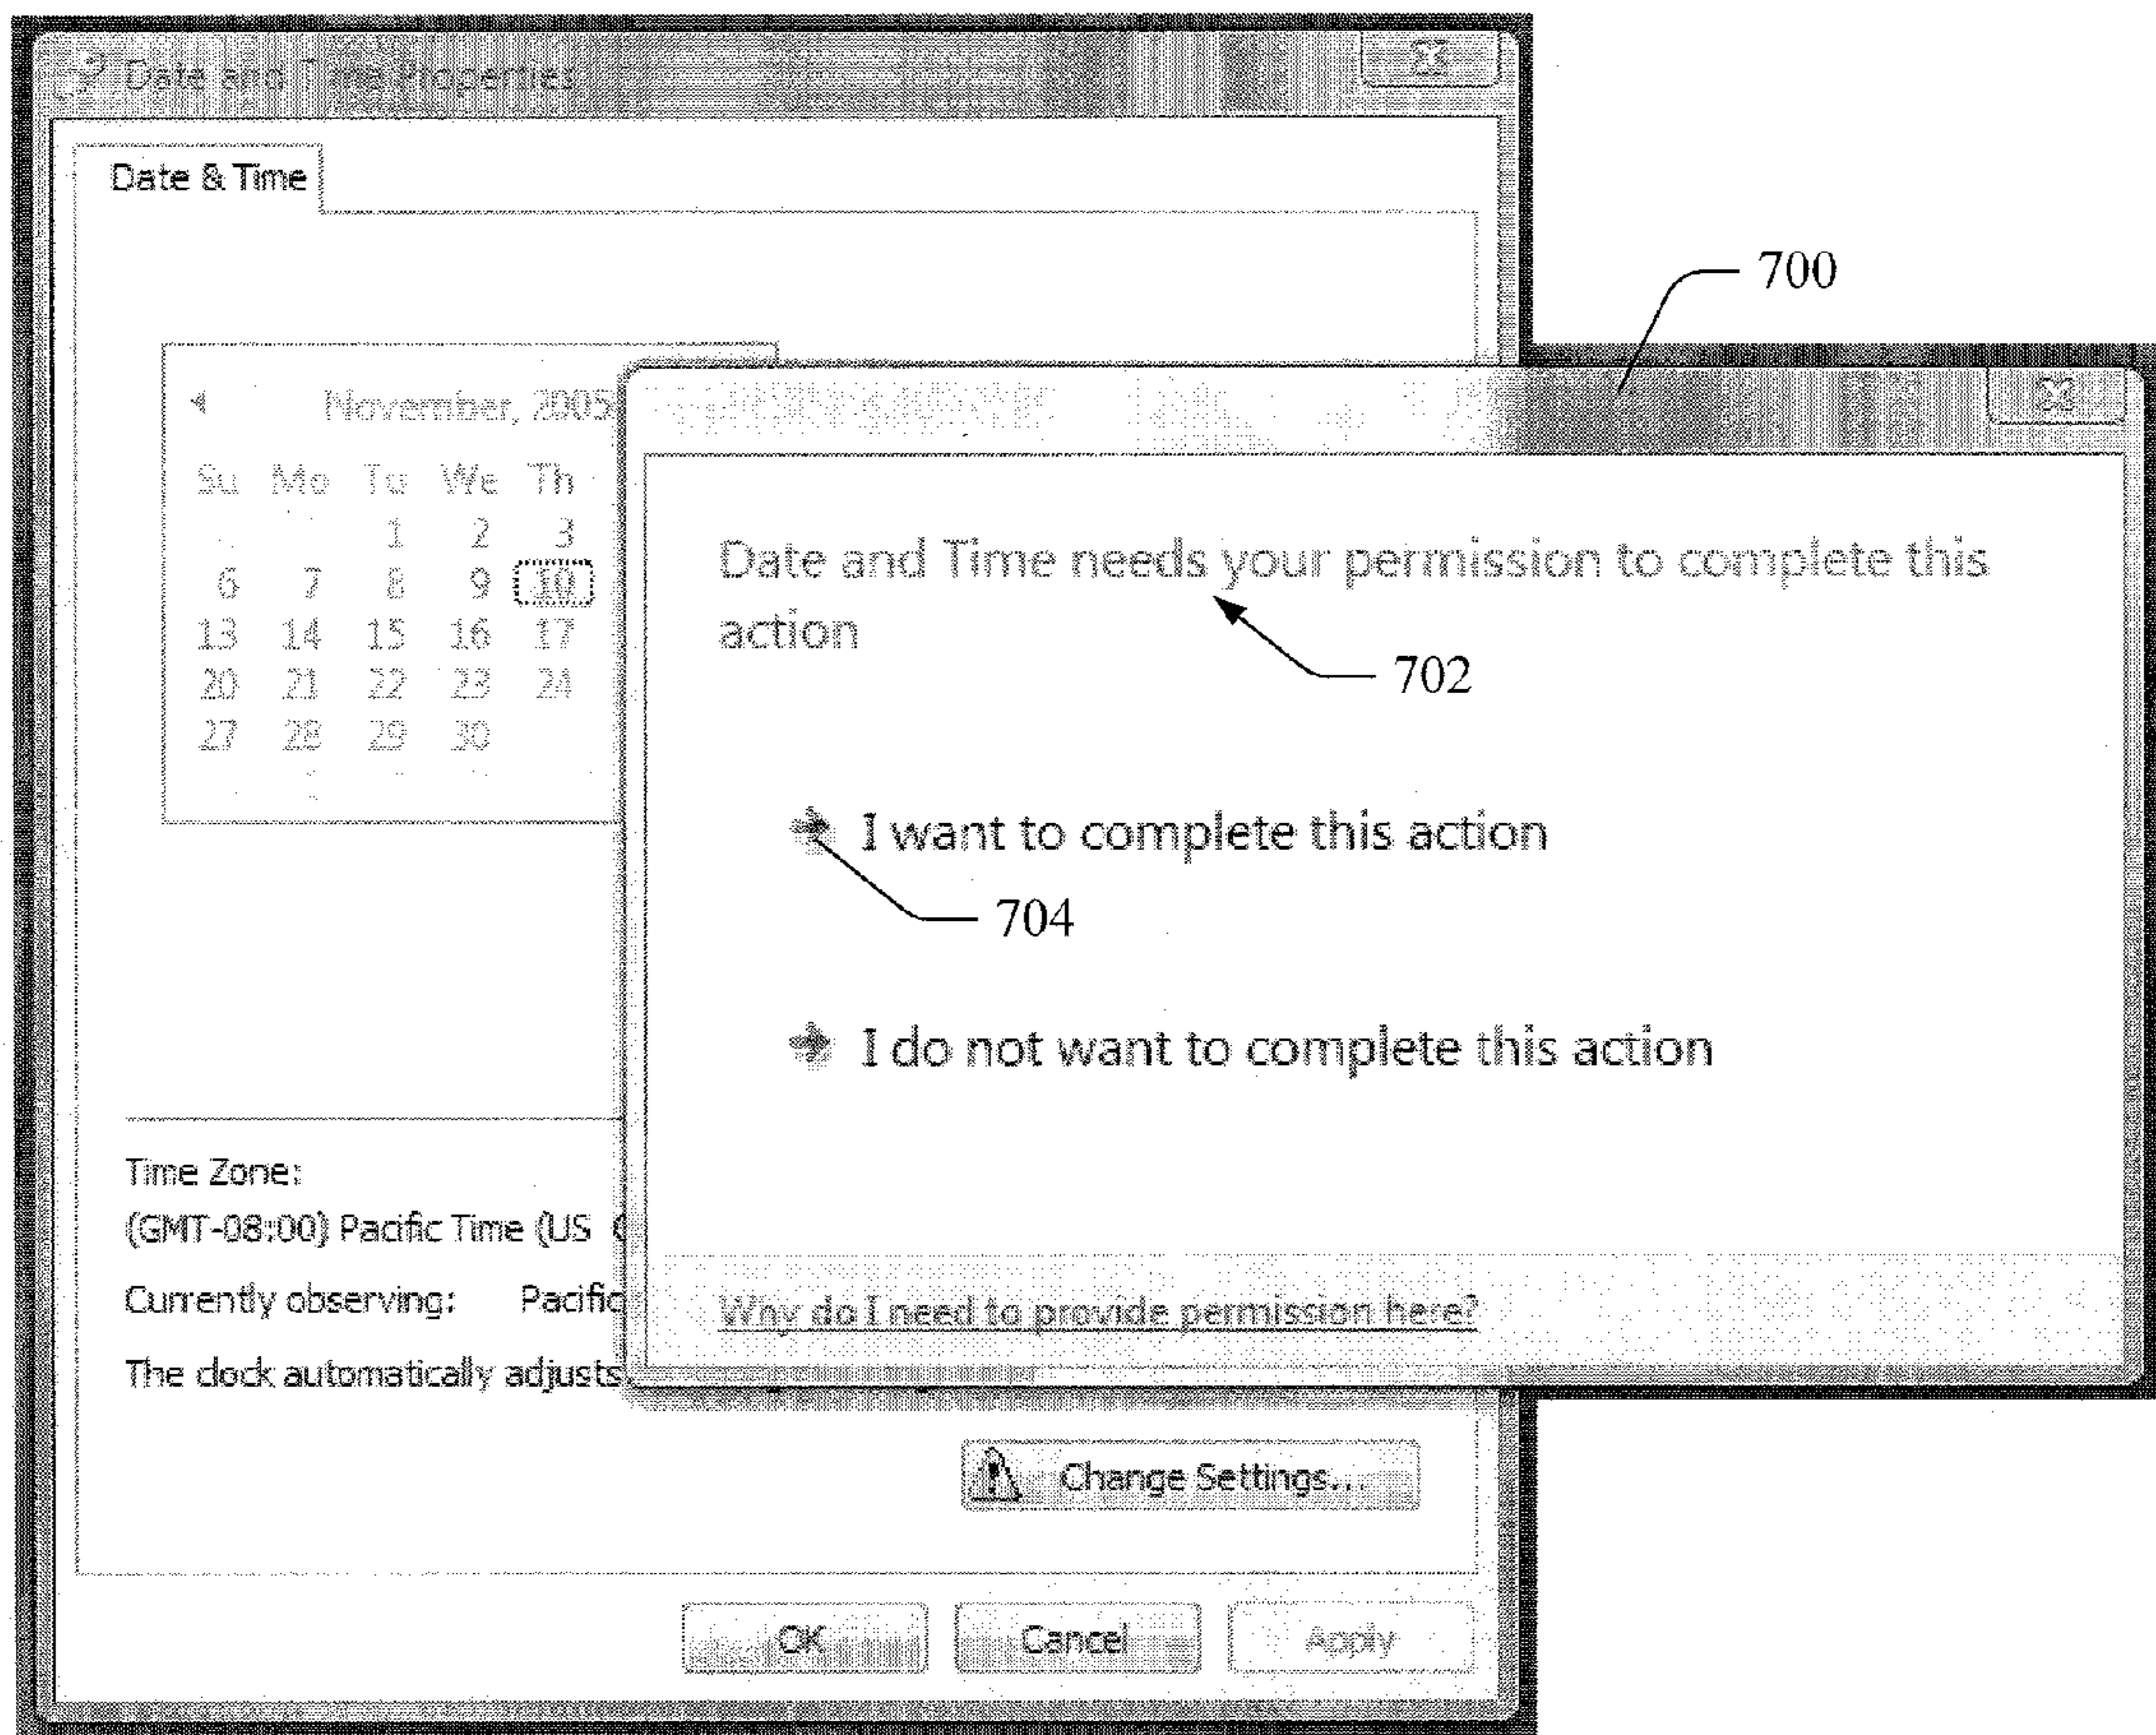 Date and Time Properties
Date & Time
700
November, 2005
Su Mo Tu We Th
1 2 3
6 7 8 9 10
13 14 15 16 17
20 21 22 23 24
27 28 29 30
Date and Time needs your permission to complete this
action
702
I want to complete this action
704
I do not want to complete this action
Time Zone:
(GMT-08:00) Pacific Time (US
Currently observing: Pacific
The clock automatically adjusts
Why do I need to provide permission here?
Change Settings...
OK Cancel Apply